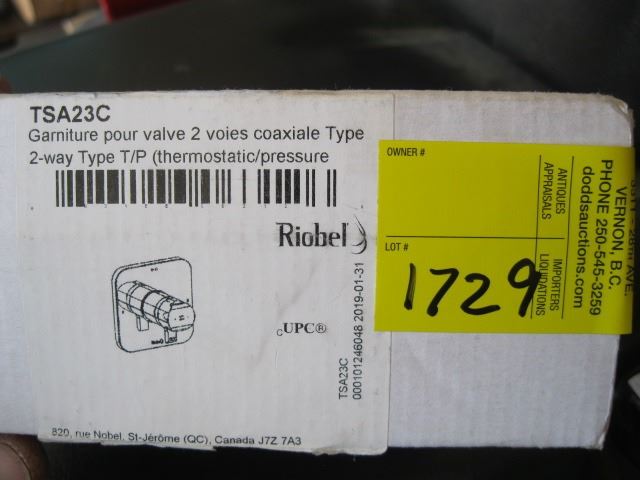 TSA23C
Garniture pour valve 2 voies coaxiale Type
2-way Type T/P (thermostatic/pressure
Riobel
cUPC®
TSA23C
000101246048 2019-01-31
820, rue Nobel, St-Jérôme (QC), Canada J7Z 7A3
OWNER #
ANTIQUES
APPRAISALS
LOT #
1729
IMPORTERS
LIQUIDATIONS
AVE.
VERNON, B.C.
PHONE 250-545-3259
doddsauctions.com